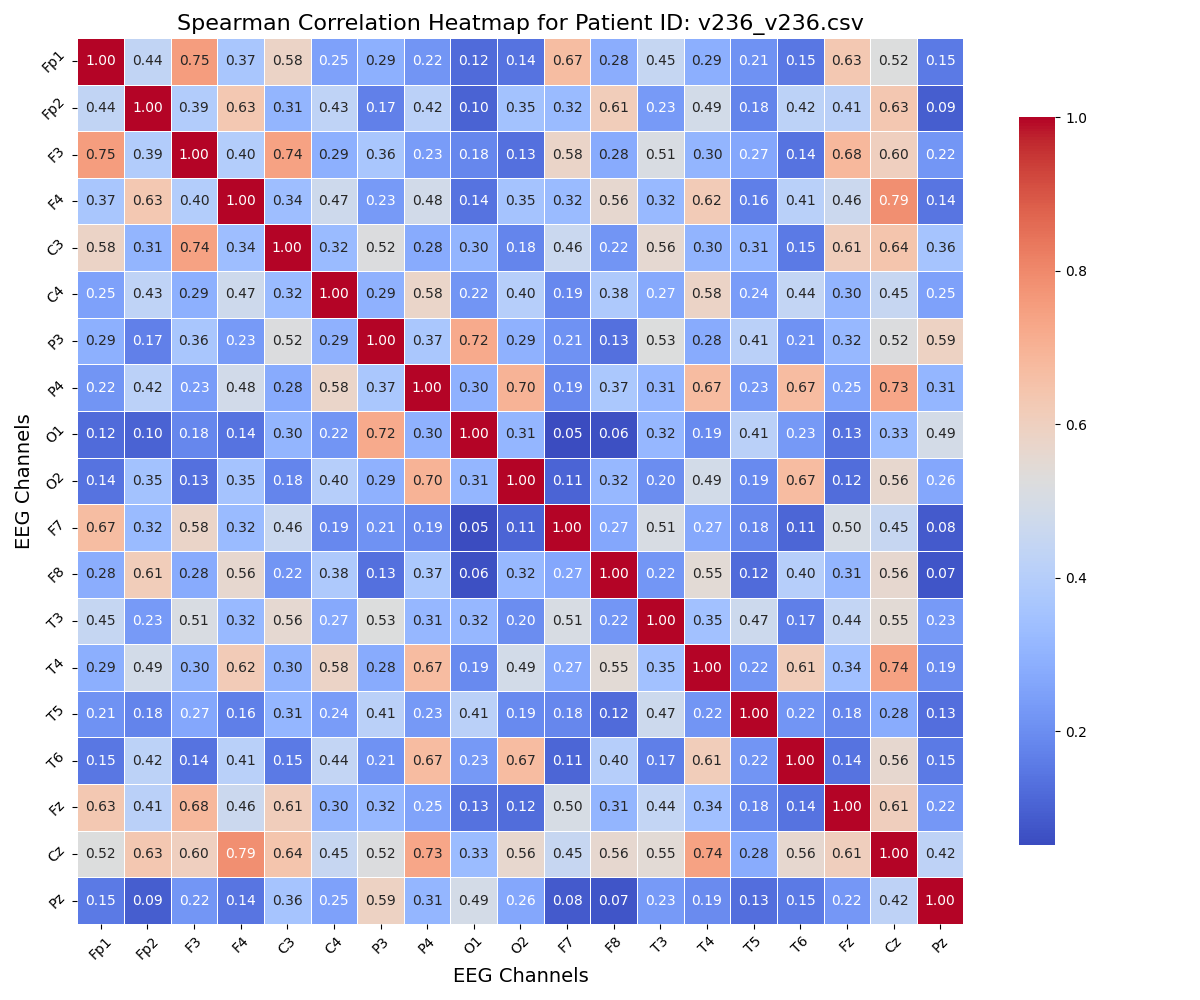 Spearman Correlation Heatmap for Patient ID: v236_v236.csv
Fp1 1.00 0.44 0.75 0.37 0.58 0.25 0.29 0.22 0.12 0.14 0.67 0.28 0.45 0.29 0.21 0.15 0.63 0.52 0.15
Fp2 0.44 1.00 0.39 0.63 0.31 0.43 0.17 0.42 0.10 0.35 0.32 0.61 0.23 0.49 0.18 0.42 0.41 0.63 0.09
F3 0.75 0.39 1.00 0.40 0.74 0.29 0.36 0.23 0.18 0.13 0.58 0.28 0.51 0.30 0.27 0.14 0.68 0.60 0.22
F4 0.37 0.63 0.40 1.00 0.34 0.47 0.23 0.48 0.14 0.35 0.32 0.56 0.32 0.62 0.16 0.41 0.46 0.79 0.14
C3 0.58 0.31 0.74 0.34 1.00 0.32 0.52 0.28 0.30 0.18 0.46 0.22 0.56 0.30 0.31 0.15 0.61 0.64 0.36
C4 0.25 0.43 0.29 0.47 0.32 1.00 0.29 0.58 0.22 0.40 0.19 0.38 0.27 0.58 0.24 0.44 0.30 0.45 0.25
P3 0.29 0.17 0.36 0.23 0.52 0.29 1.00 0.37 0.72 0.29 0.21 0.13 0.53 0.28 0.41 0.21 0.32 0.52 0.59
P4 0.22 0.42 0.23 0.48 0.28 0.58 0.37 1.00 0.30 0.70 0.19 0.37 0.31 0.67 0.23 0.67 0.25 0.73 0.31
O1 0.12 0.10 0.18 0.14 0.30 0.22 0.72 0.30 1.00 0.31 0.05 0.06 0.32 0.19 0.41 0.23 0.13 0.33 0.49
O2 0.14 0.35 0.13 0.35 0.18 0.40 0.29 0.70 0.31 1.00 0.11 0.32 0.20 0.49 0.19 0.67 0.12 0.56 0.26
F7 0.67 0.32 0.58 0.32 0.46 0.19 0.21 0.19 0.05 0.11 1.00 0.27 0.51 0.27 0.18 0.11 0.50 0.45 0.08
F8 0.28 0.61 0.28 0.56 0.22 0.38 0.13 0.37 0.06 0.32 0.27 1.00 0.22 0.55 0.12 0.40 0.31 0.56 0.07
T3 0.45 0.23 0.51 0.32 0.56 0.27 0.53 0.31 0.32 0.20 0.51 0.22 1.00 0.35 0.47 0.17 0.44 0.55 0.23
T4 0.29 0.49 0.30 0.62 0.30 0.58 0.28 0.67 0.19 0.49 0.27 0.55 0.35 1.00 0.22 0.61 0.34 0.74 0.19
T5 0.21 0.18 0.27 0.16 0.31 0.24 0.41 0.23 0.41 0.19 0.18 0.12 0.47 0.22 1.00 0.22 0.18 0.28 0.13
T6 0.15 0.42 0.14 0.41 0.15 0.44 0.21 0.67 0.23 0.67 0.11 0.40 0.17 0.61 0.22 1.00 0.14 0.56 0.15
Fz 0.63 0.41 0.68 0.46 0.61 0.30 0.32 0.25 0.13 0.12 0.50 0.31 0.44 0.34 0.18 0.14 1.00 0.61 0.22
Cz 0.52 0.63 0.60 0.79 0.64 0.45 0.52 0.73 0.33 0.56 0.45 0.56 0.55 0.74 0.28 0.56 0.61 1.00 0.42
Pz 0.15 0.09 0.22 0.14 0.36 0.25 0.59 0.31 0.49 0.26 0.08 0.07 0.23 0.19 0.13 0.15 0.22 0.42 1.00
Fp1 Fp2 F3 F4 C3 C4 P3 P4 O1 O2 F7 F8 T3 T4 T5 T6 Fz Cz Pz
EEG Channels
EEG Channels
1.0
0.8
0.6
0.4
0.2